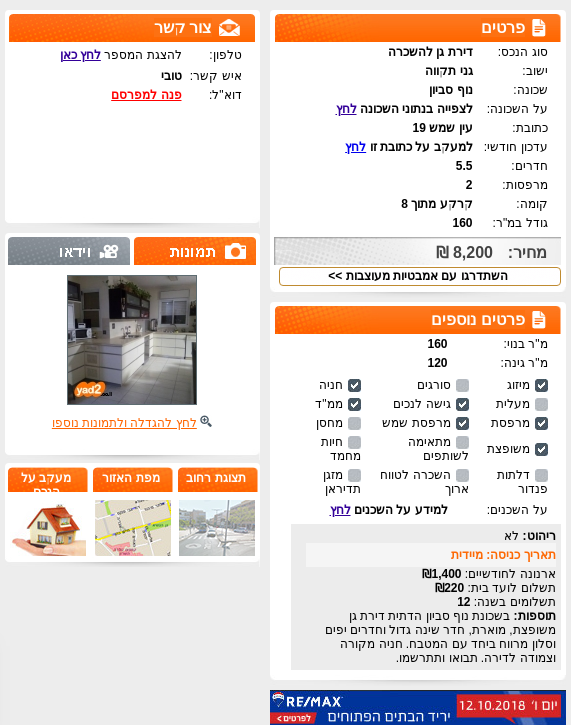 פרטים
סוג הנכס: דירת גן להשכרה
ישוב: גני תקווה
שכונה: נוף סביון
על השכונה: לצפייה בנתוני השכונה לחץ
כתובת: עין שמש 19
עדכון חודשי: למעקב על כתובת זו לחץ
חדרים: 5.5
מרפסות: 2
קומה: קרקע מתוך 8
גודל במ"ר: 160
מחיר: 8,200 ₪
השתדרגו עם אמבטיות מעוצבות >>
פרטים נוספים
מ"ר בנוי: 160
מ"ר גינה: 120
מיזוג סורגים חניה
מעלית גישה לנכים ממ"ד
מרפסת מרפסת שמש מחסן
משופצת מתאימה לשותפים חיות מחמד
דלתות פנדור השכרה לטווח ארוך מזגן תדיראן
על השכנים: למידע על השכנים לחץ
ריהוט: לא
תאריך כניסה: מיידית
ארנונה לחודשיים: 1,400₪
תשלום לועד בית: 220₪
תשלומים בשנה: 12
תוספות: בשכונת נוף סביון הדתית דירת גן
משופצת, מוארת, חדר שינה גדול וחדרים יפים
וסלון מרווח ביחד עם המטבח. חניה מקורה
וצמודה לדירה. תבואו ותתרשמו.
RE/MAX
יום ו' 12.10.2018
יריד הבתים הפתוחים
לפרטים >
צור קשר
טלפון: להצגת המספר לחץ כאן
איש קשר: טובי
דוא"ל: פנה למפרסם
תמונות
וידאו
yad2
לחץ להגדלה ולתמונות נוספו
תצוגת רחוב
מפת האזור
מעקב על
הנכס